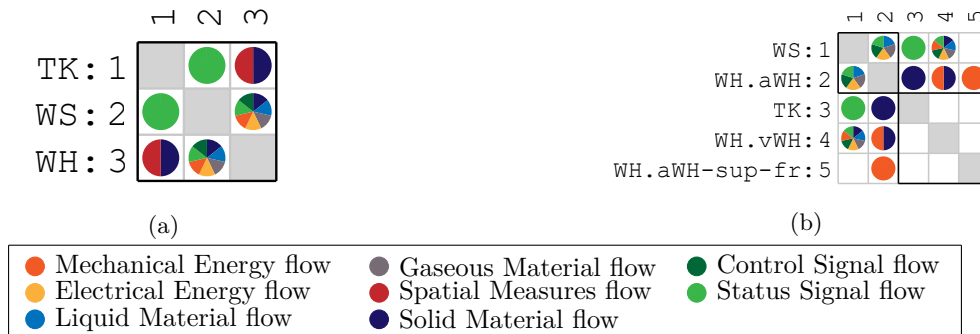 1 2 3
TK: 1
WS: 2
WH: 3
(a)
1 2 3 4 5
WS:1
WH.aWH:2
TK:3
WH.vWH:4
WH.aWH-sup-fr:5
(b)
Mechanical Energy flow
Electrical Energy flow
Liquid Material flow
Gaseous Material flow
Spatial Measures flow
Solid Material flow
Control Signal flow
Status Signal flow